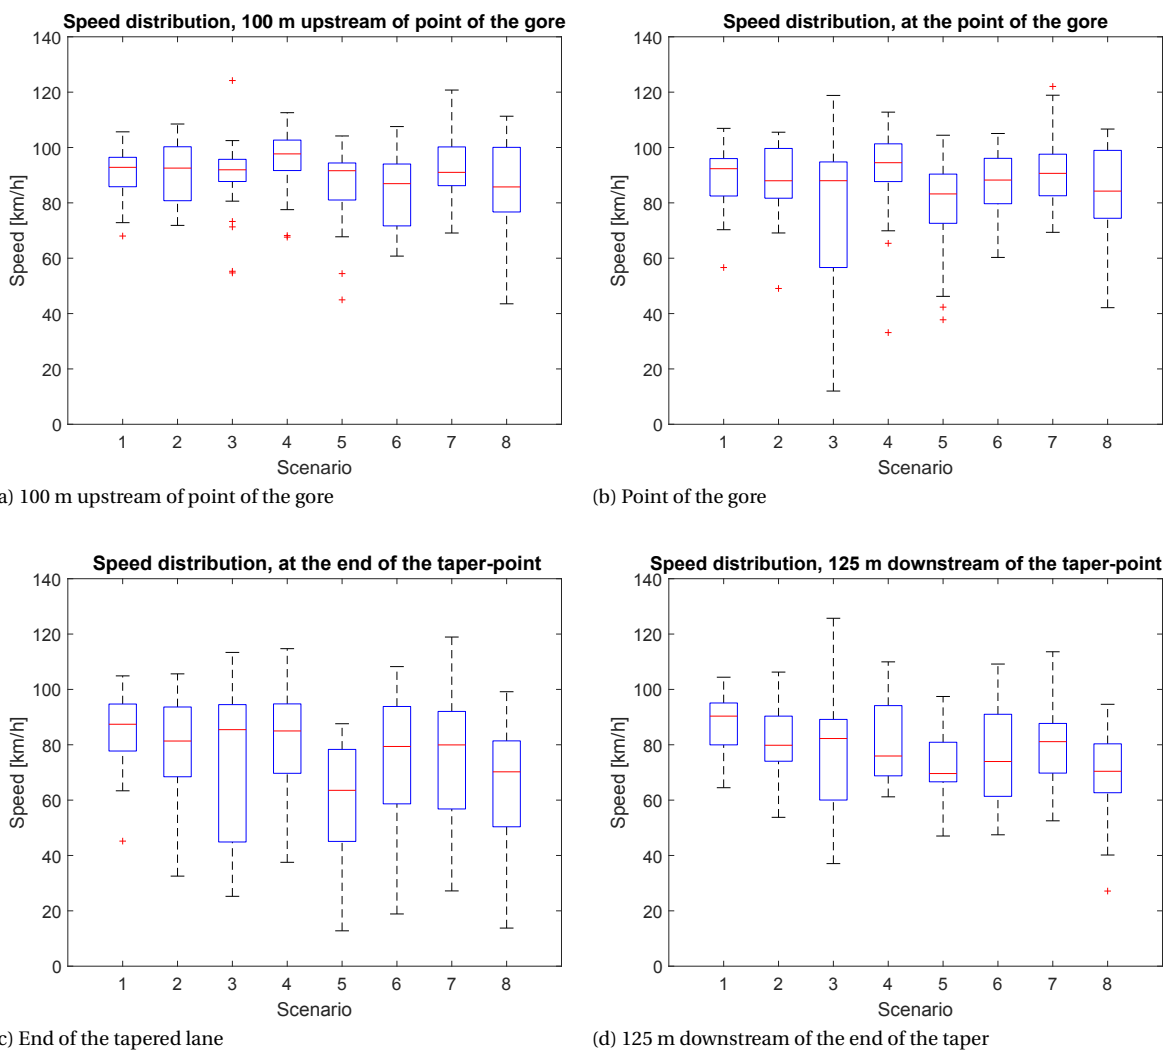 Speed distribution, 100 m upstream of point of the gore
140
120
100
80
60
40
20
0
Speed [km/h]
1 2 3 4 5 6 7 8
Scenario
a) 100 m upstream of point of the gore
Speed distribution, at the point of the gore
140
120
100
80
60
40
20
0
Speed [km/h]
1 2 3 4 5 6 7 8
Scenario
(b) Point of the gore
Speed distribution, at the end of the taper-point
140
120
100
80
60
40
20
0
Speed [km/h]
1 2 3 4 5 6 7 8
Scenario
c) End of the tapered lane
Speed distribution, 125 m downstream of the taper-point
140
120
100
80
60
40
20
0
Speed [km/h]
1 2 3 4 5 6 7 8
Scenario
(d) 125 m downstream of the end of the taper